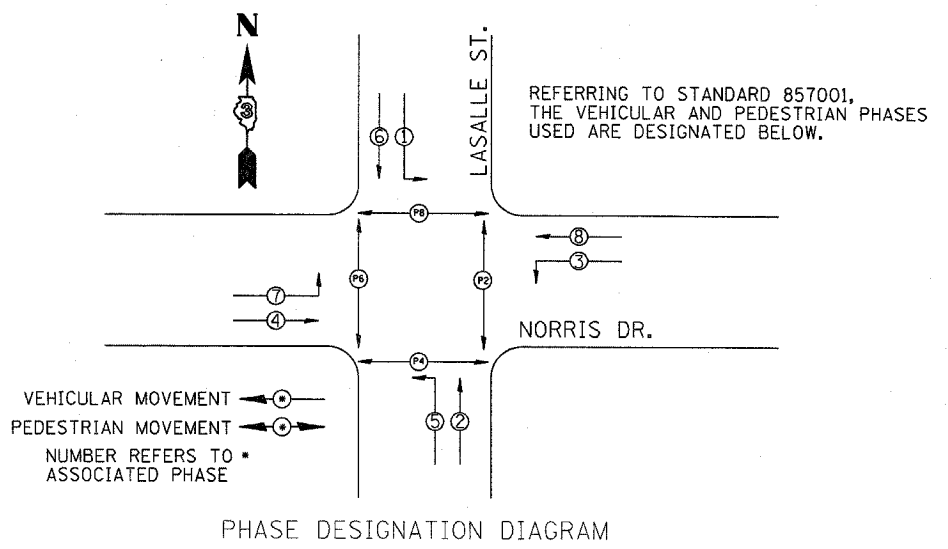 N
3
LASALLE ST.
REFERRING TO STANDARD 857001,
THE VEHICULAR AND PEDESTRIAN PHASES
USED ARE DESIGNATED BELOW.
6 1
P8
8
3
P6
P2
7
4
NORRIS DR.
P4
5 2
VEHICULAR MOVEMENT *
PEDESTRIAN MOVEMENT *
NUMBER REFERS TO *
ASSOCIATED PHASE
PHASE DESIGNATION DIAGRAM